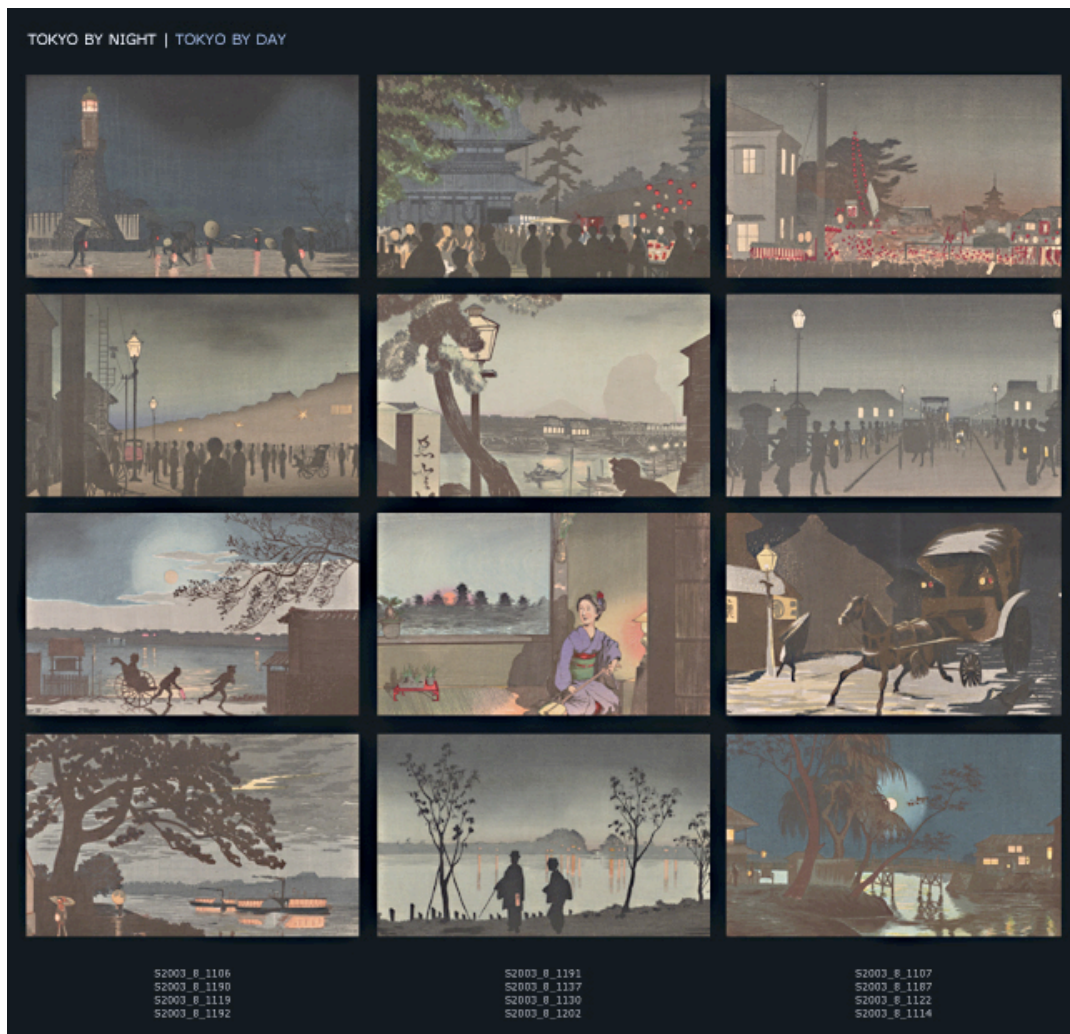 TOKYO BY NIGHT | TOKYO BY DAY
S2003_8_1106
S2003_8_1190
S2003_8_1119
S2003_8_1192
S2003_8_1191
S2003_8_1137
S2003_8_1130
S2003_8_1202
S2003_8_1107
S2003_8_1187
S2003_8_1122
S2003_8_1114